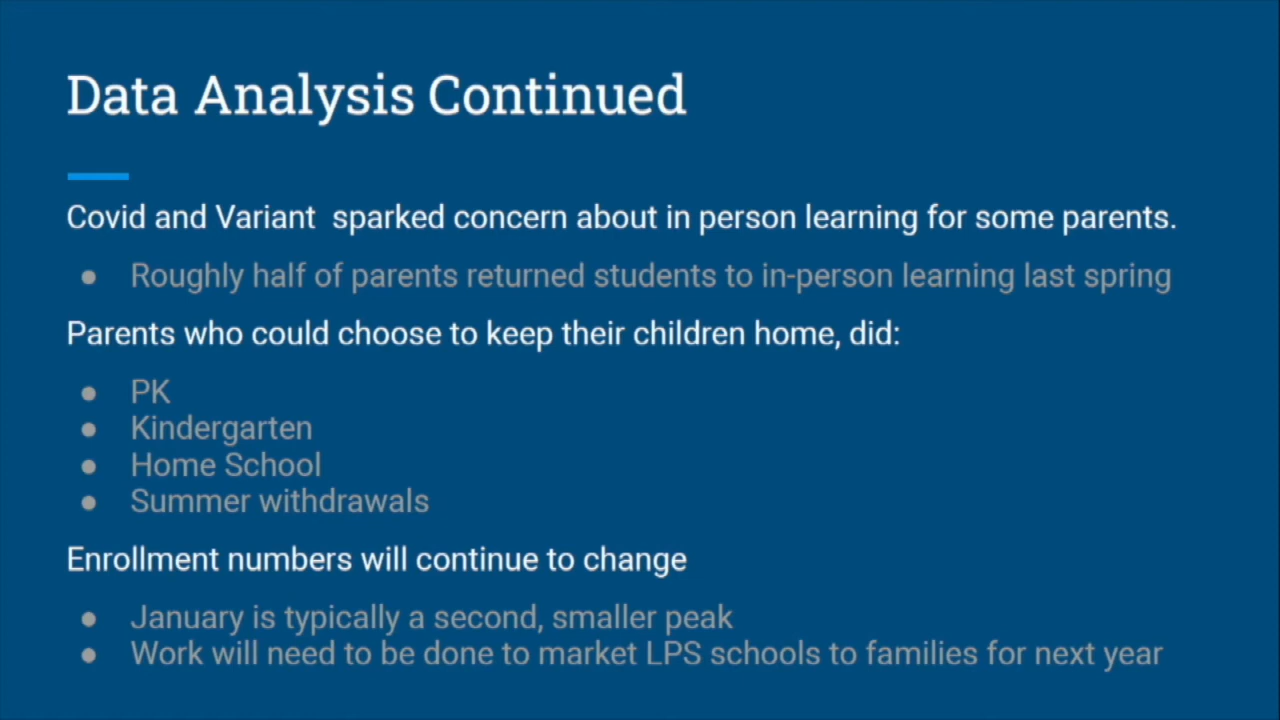 Data Analysis Continued
Covid and Variant  sparked concern about in person learning for some parents.
● Roughly half of parents returned students to in-person learning last spring
Parents who could choose to keep their children home, did:
● PK
● Kindergarten
● Home School
● Summer withdrawals
Enrollment numbers will continue to change
● January is typically a second, smaller peak
● Work will need to be done to market LPS schools to families for next year